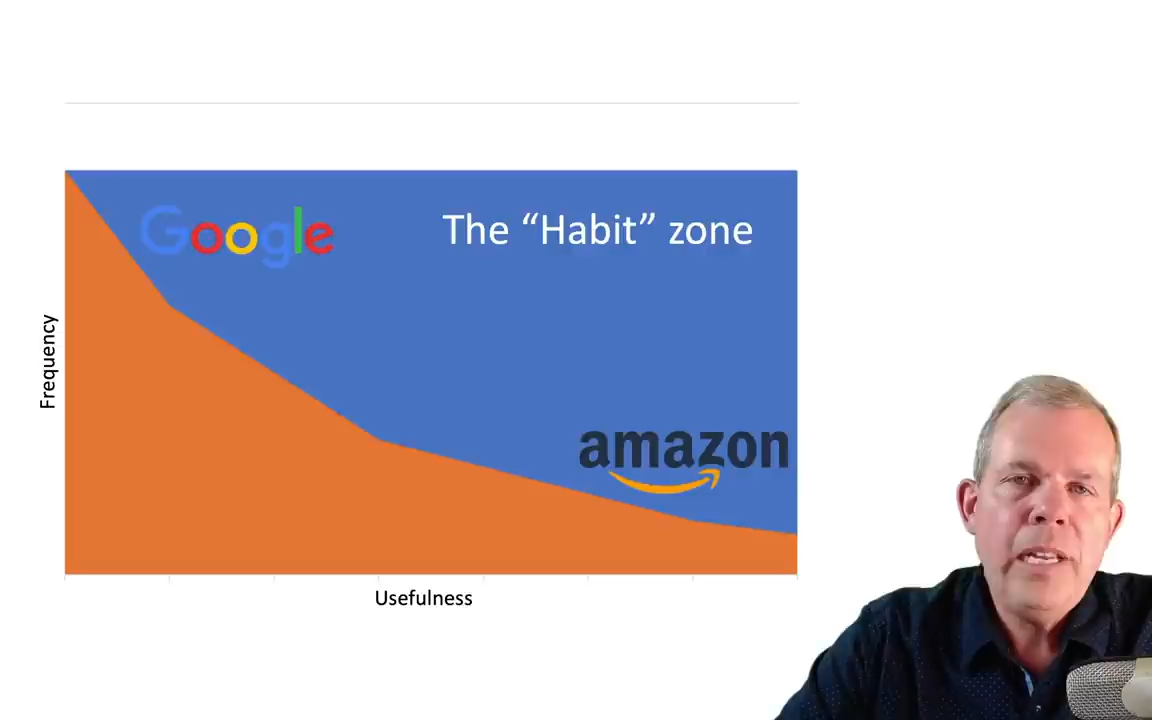 Google
The “Habit” zone
Frequency
amazon
Usefulness